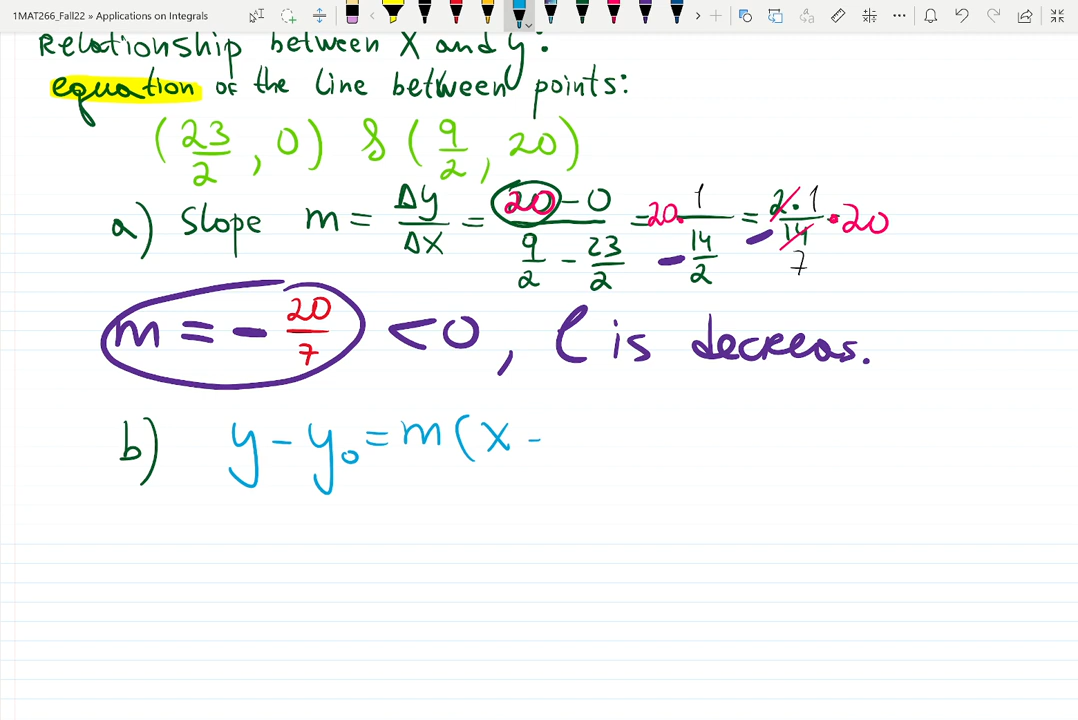 1MAT266_Fall22 » Applications on Integrals
Relationship between x and y:
equation of the line between points:
(23/2, 0) & (9/2, 20)
a) Slope m = Δy/Δx = (20 - 0)/(9/2 - 23/2) = 20 · 1/(-14/2) = - (2 · 1)/14 · 20
7
m = - 20/7 < 0, l is decreas.
b) y - y₀ = m(x -